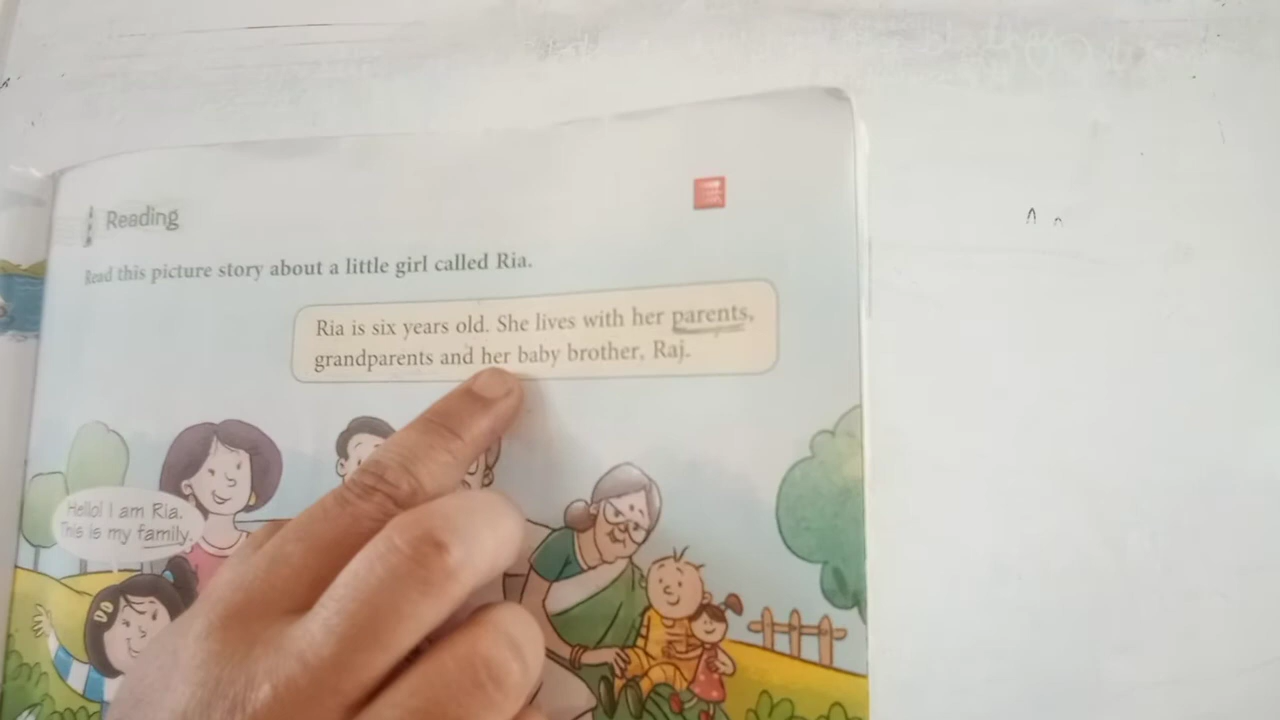 Reading
Read this picture story about a little girl called Ria.
Ria is six years old. She lives with her parents,
grandparents and her baby brother, Raj.
Hello! I am Ria.
This is my family.